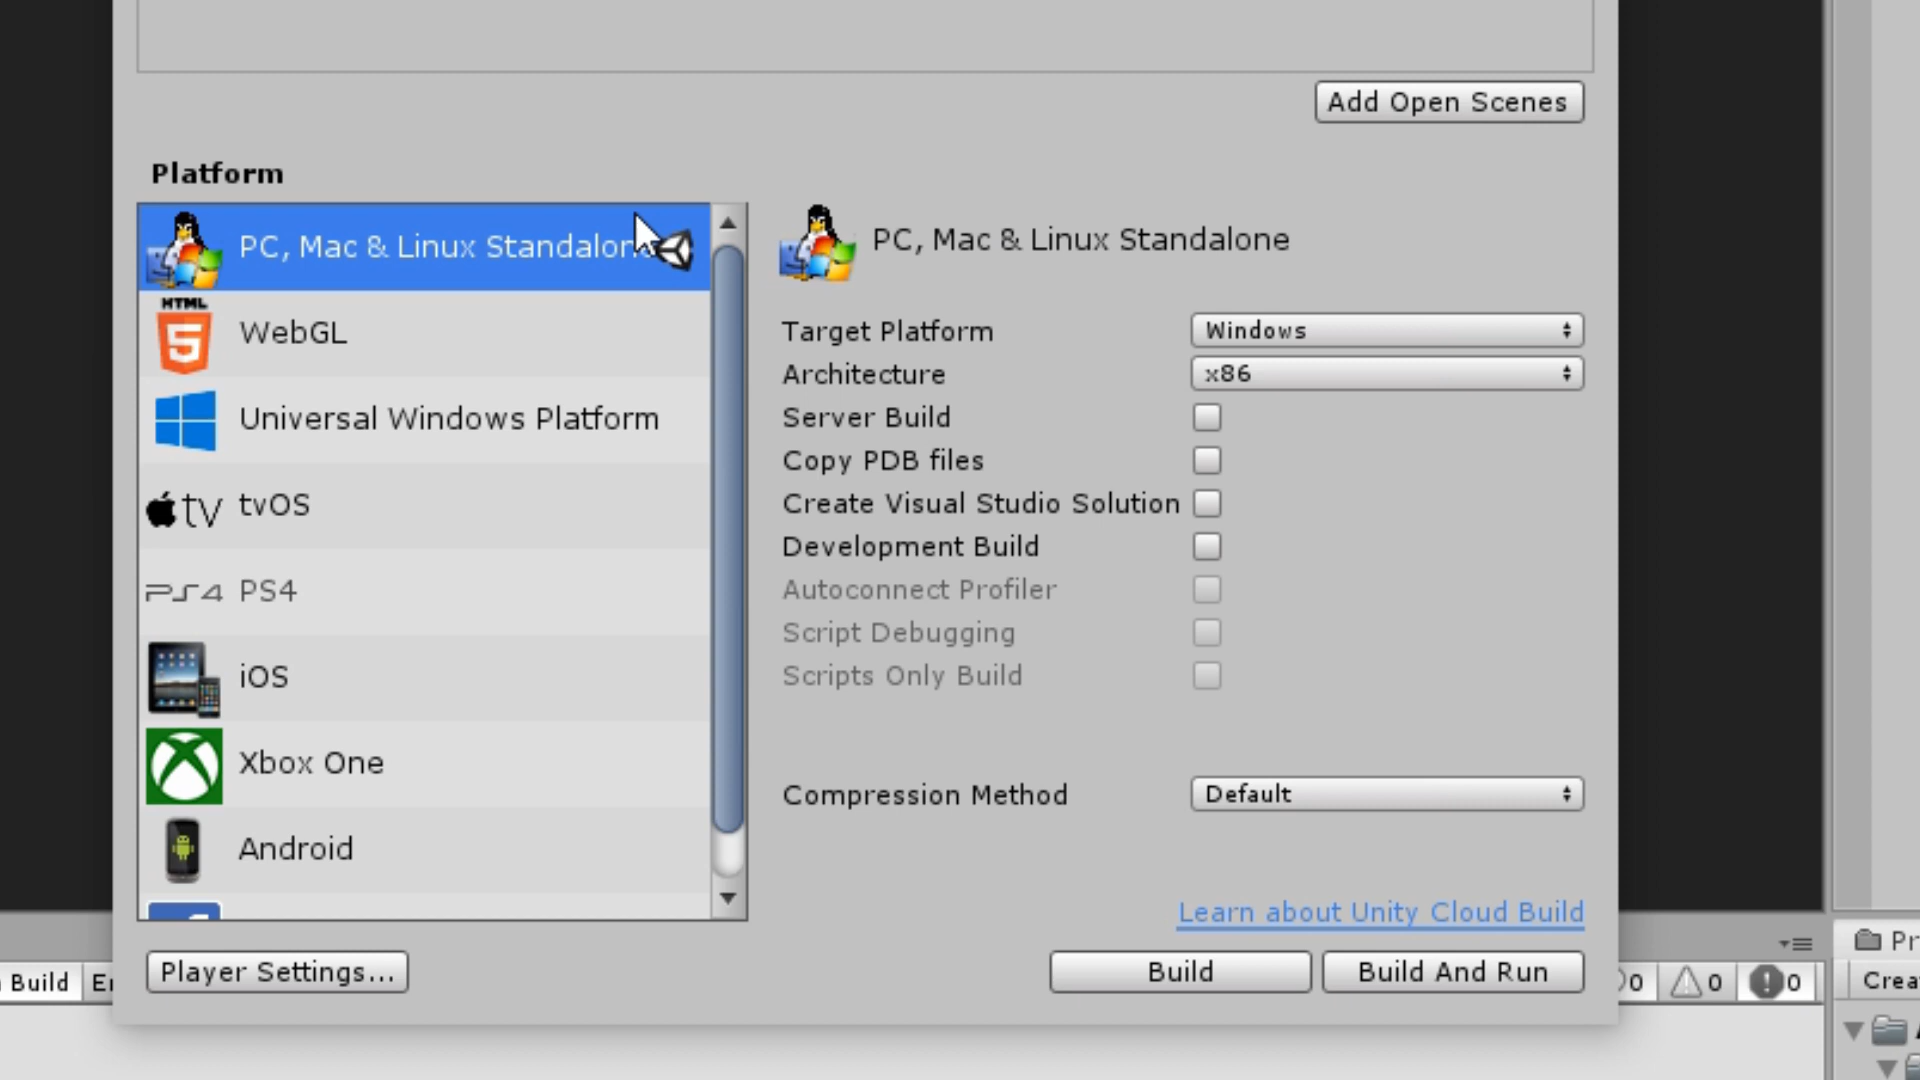 Add Open Scenes
Platform
PC, Mac & Linux Standalone
HTML
5
WebGL
Universal Windows Platform
tv
tvOS
PS4
PS4
iOS
Xbox One
Android
Player Settings...
PC, Mac & Linux Standalone
Target Platform Windows
Architecture x86
Server Build
Copy PDB files
Create Visual Studio Solution
Development Build
Autoconnect Profiler
Script Debugging
Scripts Only Build
Compression Method Default
Learn about Unity Cloud Build
Build Build And Run
Build
0 0 0